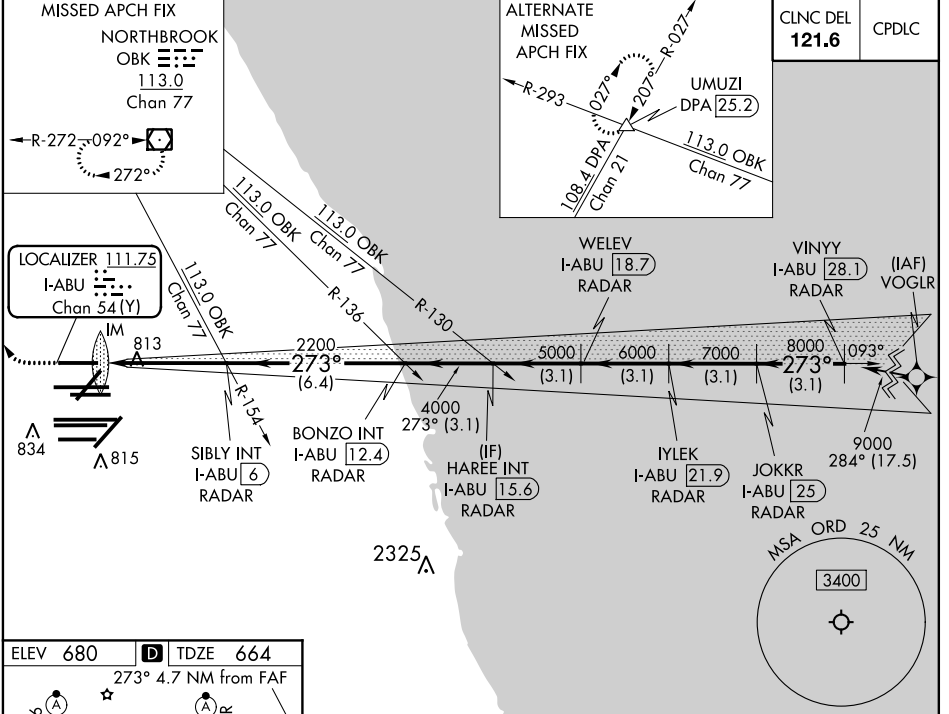 MISSED APCH FIX
NORTHBROOK
OBK
113.0
Chan 77
R-272
092°
272°
ALTERNATE
MISSED
APCH FIX
R-027
027°
207°
R-293
UMUZI
DPA 25.2
113.0 OBK
Chan 77
108.4 DPA
Chan 21
CLNC DEL
121.6
CPDLC
113.0 OBK
Chan 77
113.0 OBK
Chan 77
113.0 OBK
Chan 77
R-136
R-130
R-154
LOCALIZER 111.75
I-ABU
Chan 54 (Y)
IM
813
834
815
WELEV
I-ABU 18.7
RADAR
VINYY
I-ABU 28.1
RADAR
(IAF)
VOGLR
2200
273°
(6.4)
4000
273° (3.1)
5000
(3.1)
6000
(3.1)
7000
(3.1)
8000
273°
(3.1)
093°
9000
284° (17.5)
SIBLY INT
I-ABU 6
RADAR
BONZO INT
I-ABU 12.4
RADAR
(IF)
HAREE INT
I-ABU 15.6
RADAR
IYLEK
I-ABU 21.9
RADAR
JOKKR
I-ABU 25
RADAR
2325
MSA ORD 25 NM
3400
ELEV 680
D
TDZE 664
273° 4.7 NM from FAF
A
A